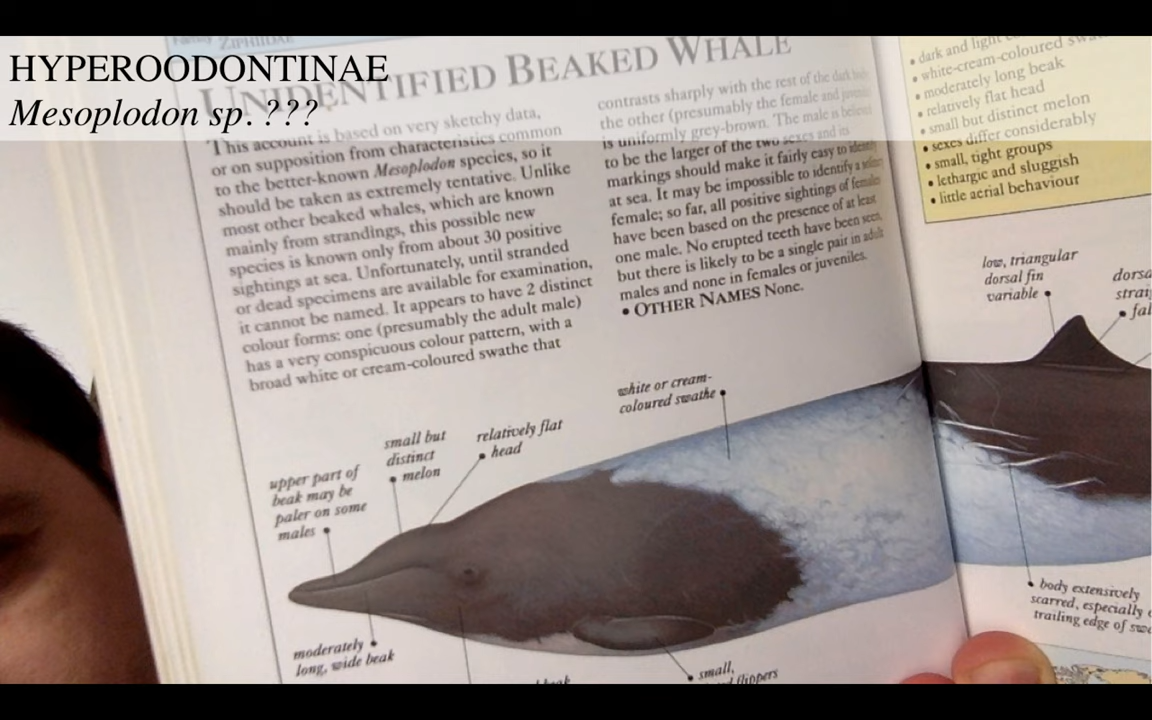 Family ZIPHIIDAE
HYPEROODONTINAE
Mesoplodon sp. ???
UNIDENTIFIED BEAKED WHALE
This account is based on very sketchy data,
or on supposition from characteristics common
to the better-known Mesoplodon species, so it
should be taken as extremely tentative. Unlike
most other beaked whales, which are known
mainly from strandings, this possible new
species is known only from about 30 positive
sightings at sea. Unfortunately, until stranded
or dead specimens are available for examination,
it cannot be named. It appears to have 2 distinct
colour forms: one (presumably the adult male)
has a very conspicuous colour pattern, with a
broad white or cream-coloured swathe that
contrasts sharply with the rest of the dark body
the other (presumably the female and
is uniformly grey-brown. The male is believed
to be the larger of the two sexes and its
markings should make it fairly easy to identify
at sea. It may be impossible to identify a
female; so far, all positive sightings of females
have been based on the presence of at least
one male. No erupted teeth have been seen,
but there is likely to be a single pair in adult
males and none in females or juveniles.
• OTHER NAMES None.
• dark and light
• white-cream-coloured
• moderately long beak
• relatively flat head
• small but distinct melon
• sexes differ considerably
• small, tight groups
• lethargic and sluggish
• little aerial behaviour
low, triangular
dorsal fin
variable
white or cream-
coloured swathe
relatively flat
head
small but
distinct
melon
upper part of
beak may be
paler on some
males
moderately
long, wide beak
small,
flippers
body extensively
scarred, especially
trailing edge of